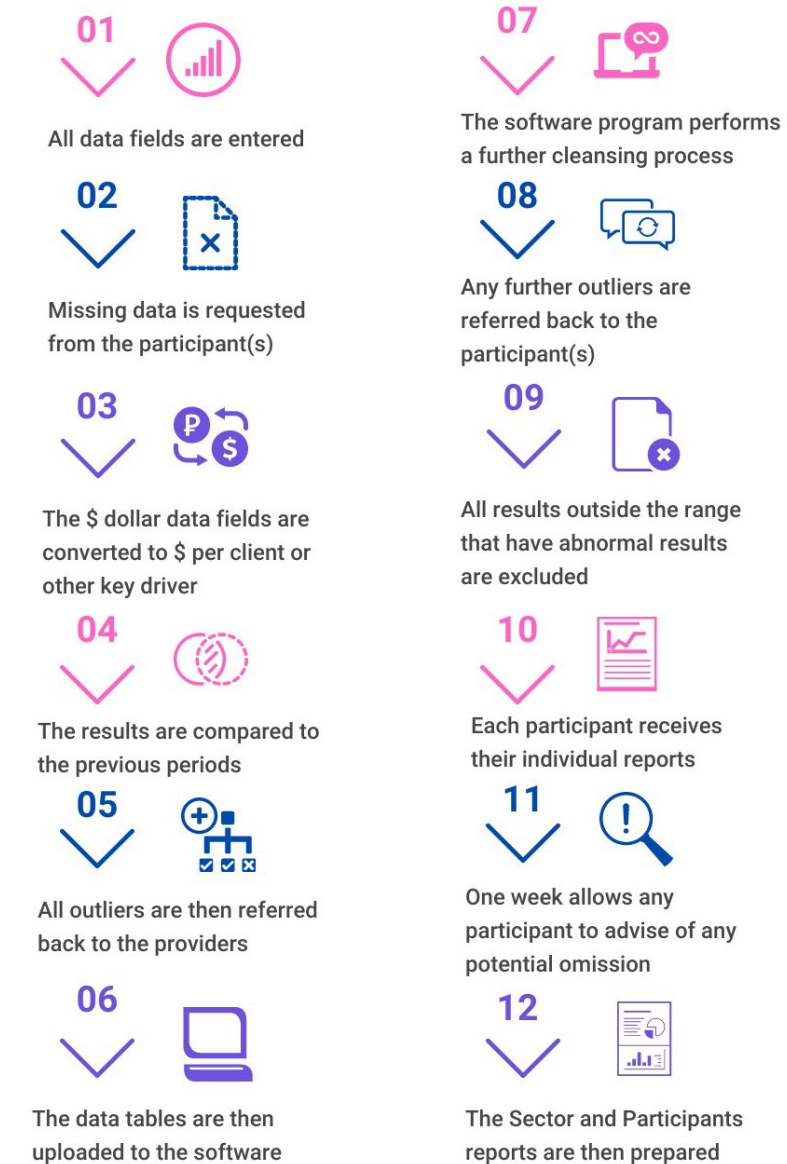 01
All data fields are entered
02
Missing data is requested
from the participant(s)
03
₽
$
The $ dollar data fields are
converted to $ per client or
other key driver
04
The results are compared to
the previous periods
05
All outliers are then referred
back to the providers
06
The data tables are then
uploaded to the software
07
The software program performs
a further cleansing process
08
Any further outliers are
referred back to the
participant(s)
09
All results outside the range
that have abnormal results
are excluded
10
Each participant receives
their individual reports
11
One week allows any
participant to advise of any
potential omission
12
The Sector and Participants
reports are then prepared